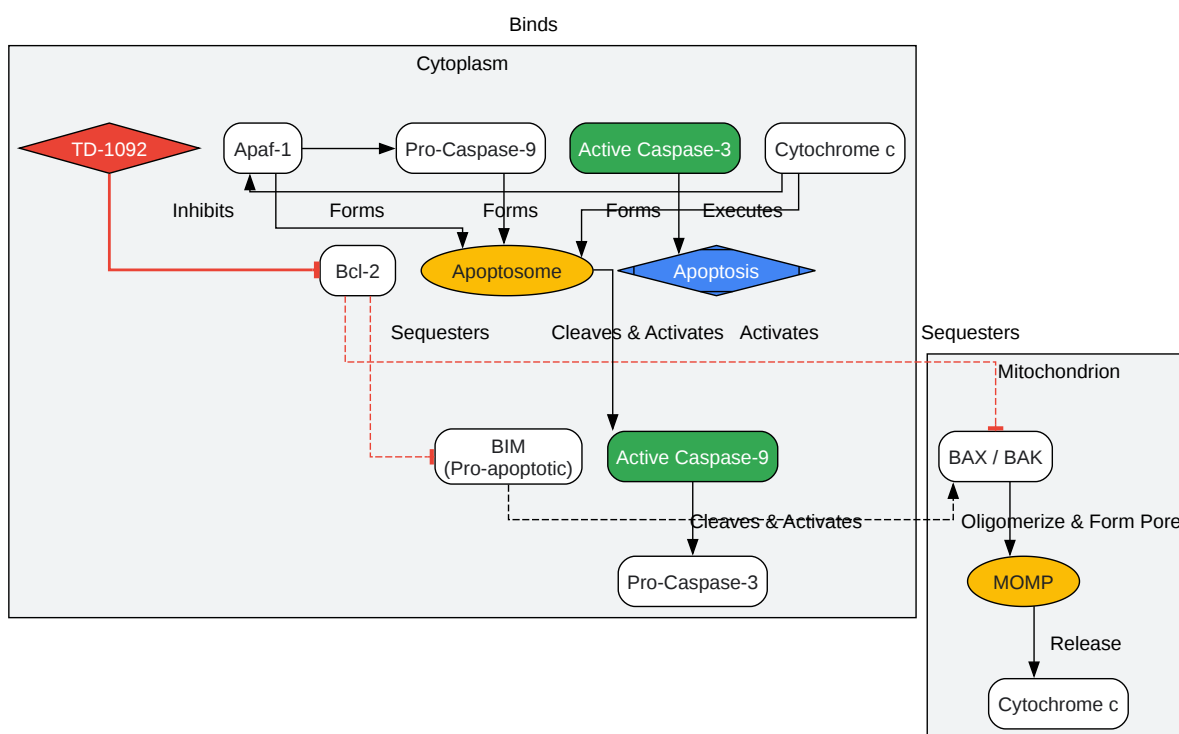 Binds
Cytoplasm
TD-1092
Apaf-1
Pro-Caspase-9
Active Caspase-3
Cytochrome c
Inhibits
Forms
Forms
Forms
Executes
Bcl-2
Apoptosome
Apoptosis
Sequesters
Cleaves & Activates
Activates
Sequesters
Mitochondrion
BIM
(Pro-apoptotic)
Active Caspase-9
BAX / BAK
Cleaves & Activates
Oligomerize & Form Pore
Pro-Caspase-3
MOMP
Release
Cytochrome c